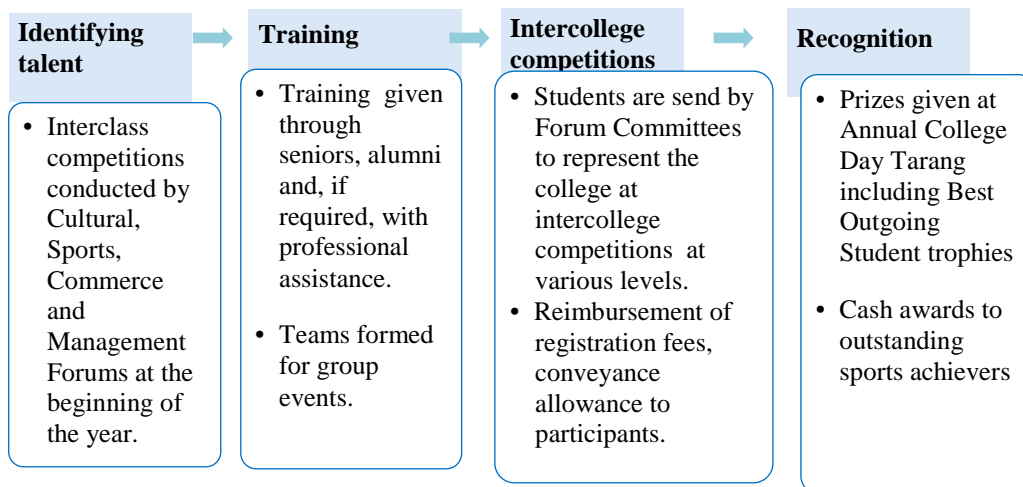 Identifying
talent
• Interclass
competitions
conducted by
Cultural,
Sports,
Commerce
and
Management
Forums at the
beginning of
the year.
Training
• Training given
through
seniors, alumni
and, if
required, with
professional
assistance.
• Teams formed
for group
events.
Intercollege
competitions
• Students are send by
Forum Committees
to represent the
college at
intercollege
competitions at
various levels.
• Reimbursement of
registration fees,
conveyance
allowance to
participants.
Recognition
• Prizes given at
Annual College
Day Tarang
including Best
Outgoing
Student trophies
• Cash awards to
outstanding
sports achievers